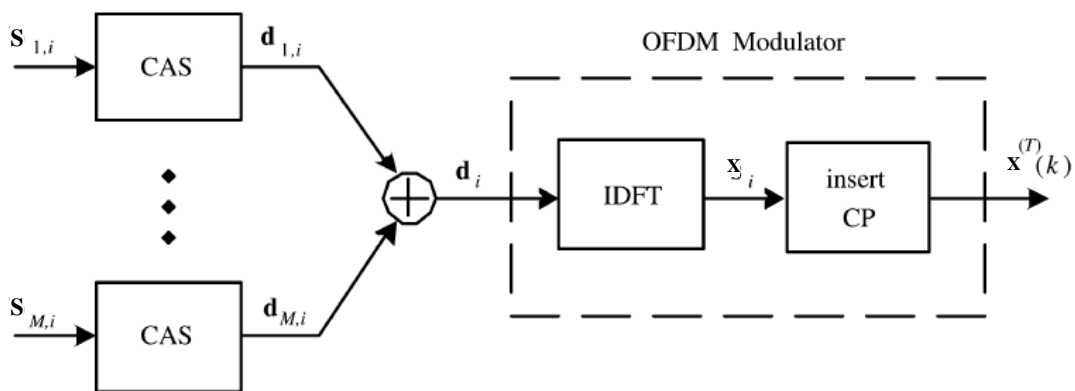 S 1,i
CAS
d 1,i
OFDM Modulator
d i
IDFT
x i
insert
CP
x (T) (k)
S M,i
CAS
d M,i